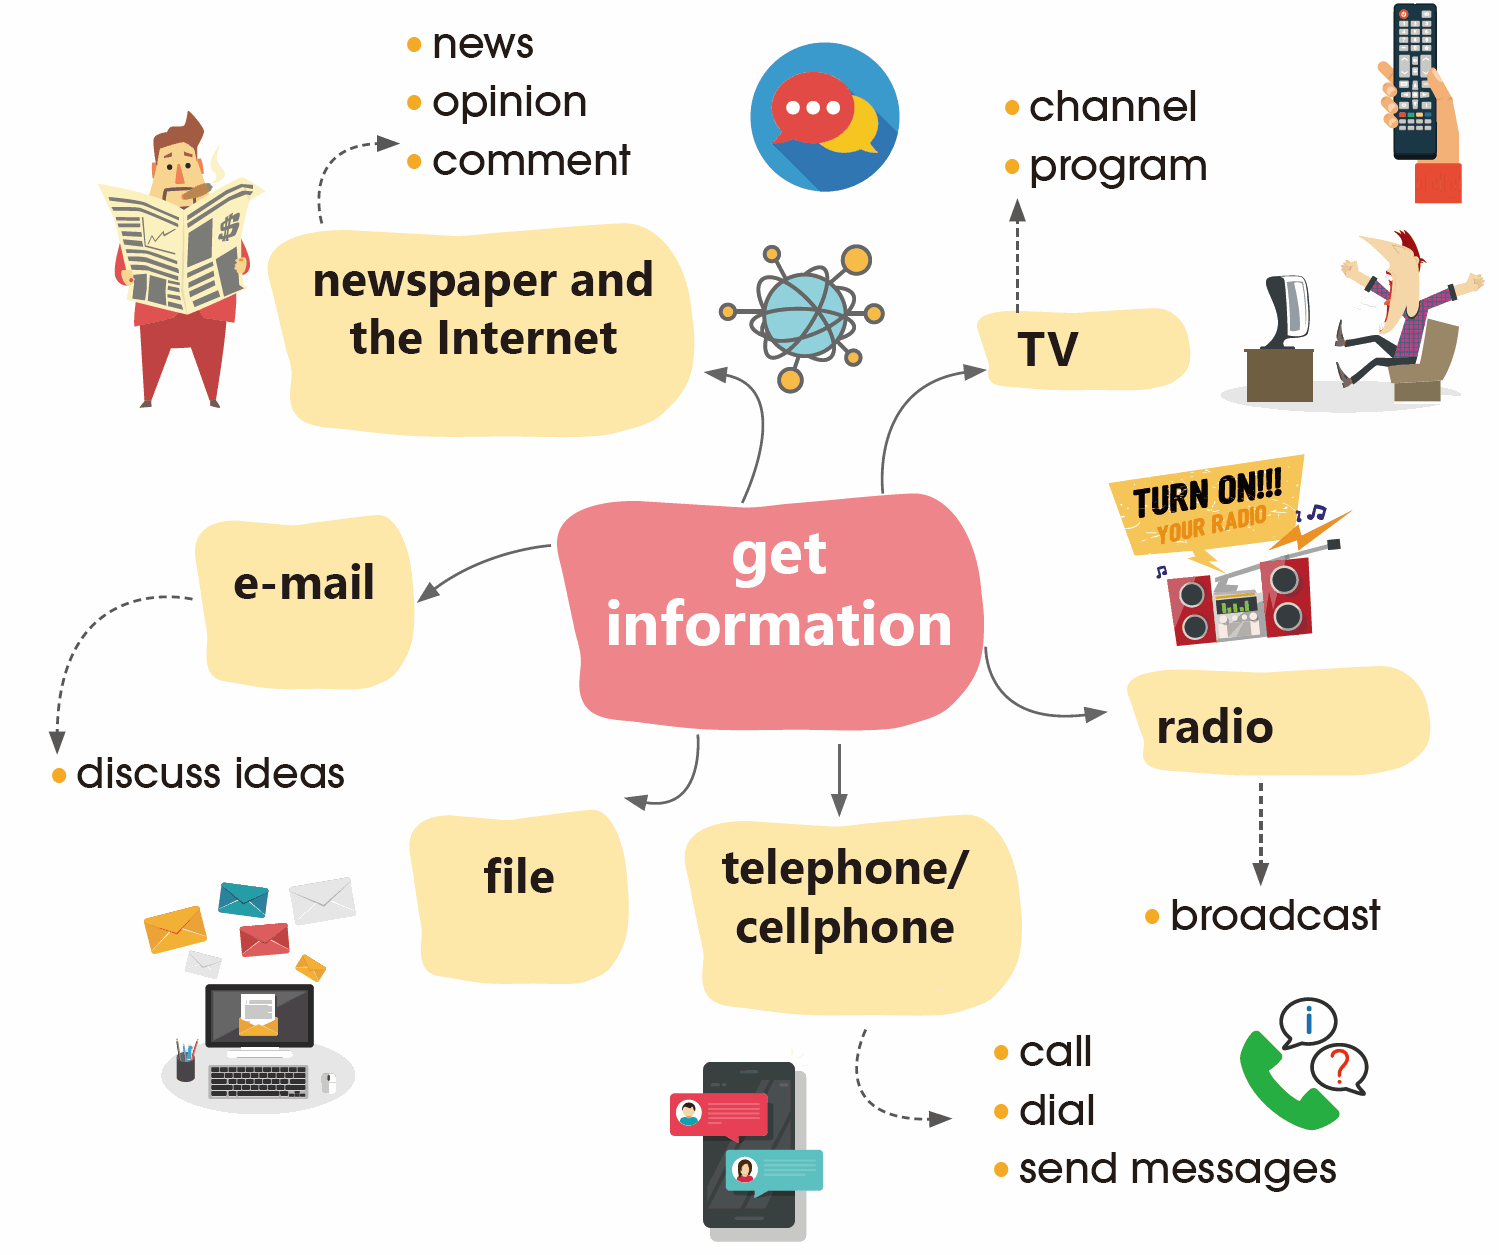 • news
• opinion
• comment
• channel
• program
newspaper and
the Internet
TV
TURN ON!!!
YOUR RADIO
get
information
e-mail
radio
• discuss ideas
file
telephone/
cellphone
• broadcast
i
?
• call
• dial
• send messages
$